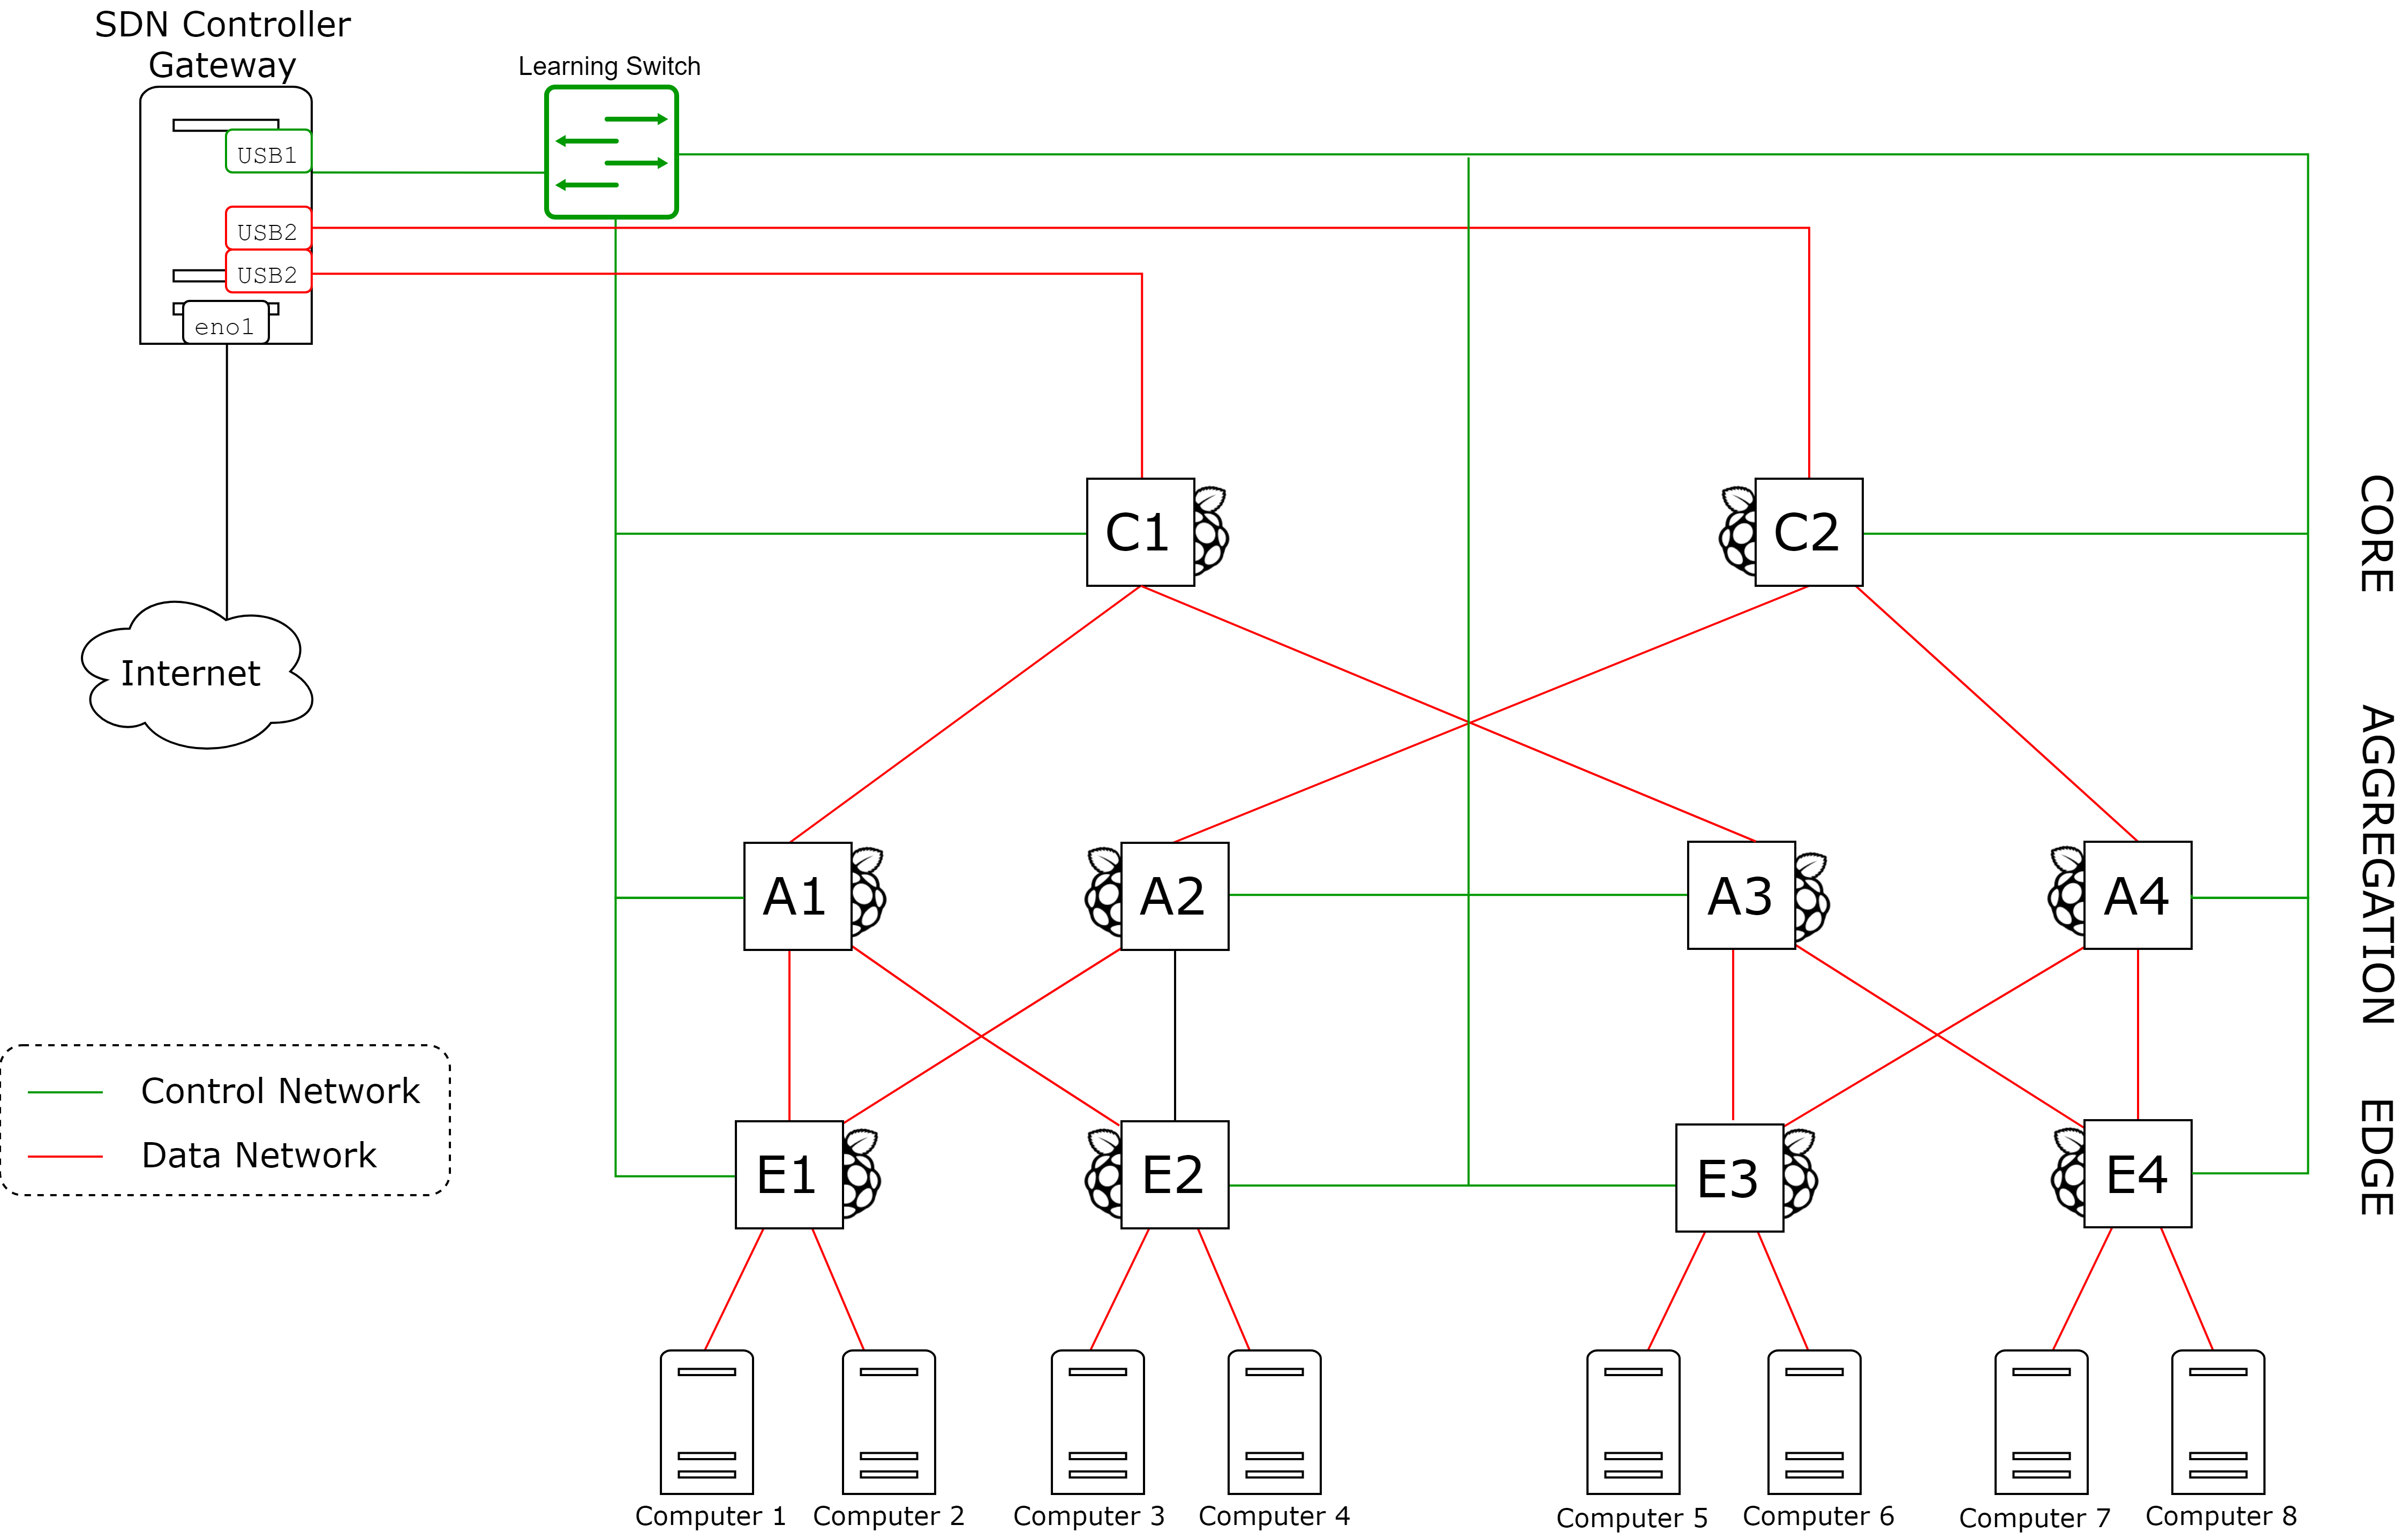 SDN Controller
Gateway
Learning Switch
USB1
USB2
USB2
eno1
Internet
C1
C2
CORE
A1
A2
A3
A4
AGGREGATION
Control Network
Data Network
E1
E2
E3
E4
EDGE
Computer 1
Computer 2
Computer 3
Computer 4
Computer 5
Computer 6
Computer 7
Computer 8